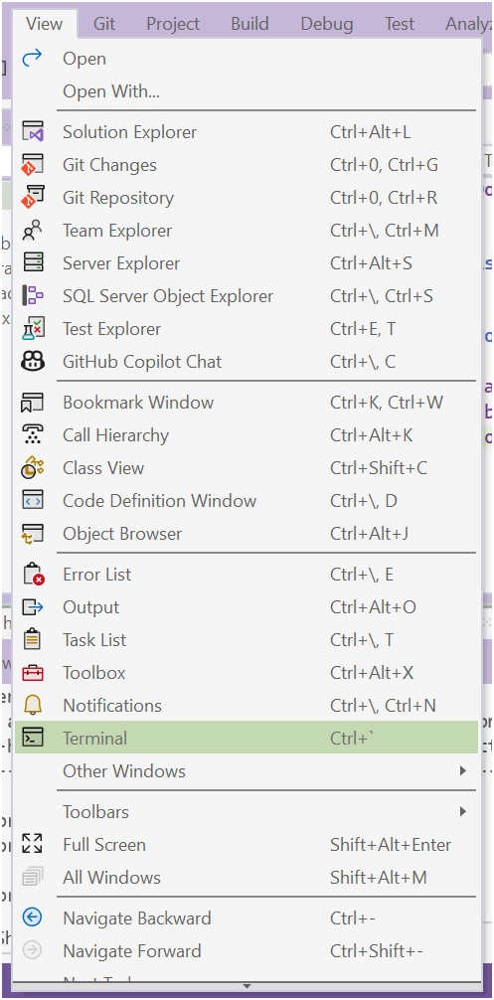 View Git Project Build Debug Test Analyz
Open
Open With...
Solution Explorer Ctrl+Alt+L
Git Changes Ctrl+0, Ctrl+G
Git Repository Ctrl+0, Ctrl+R
Team Explorer Ctrl+\, Ctrl+M
Server Explorer Ctrl+Alt+S
SQL Server Object Explorer Ctrl+\, Ctrl+S
Test Explorer Ctrl+E, T
GitHub Copilot Chat Ctrl+\, C
Bookmark Window Ctrl+K, Ctrl+W
Call Hierarchy Ctrl+Alt+K
Class View Ctrl+Shift+C
Code Definition Window Ctrl+\, D
Object Browser Ctrl+Alt+J
Error List Ctrl+\, E
Output Ctrl+Alt+O
Task List Ctrl+\, T
Toolbox Ctrl+Alt+X
Notifications Ctrl+\, Ctrl+N
Terminal Ctrl+`
Other Windows
Toolbars
Full Screen Shift+Alt+Enter
All Windows Shift+Alt+M
Navigate Backward Ctrl+-
Navigate Forward Ctrl+Shift+-